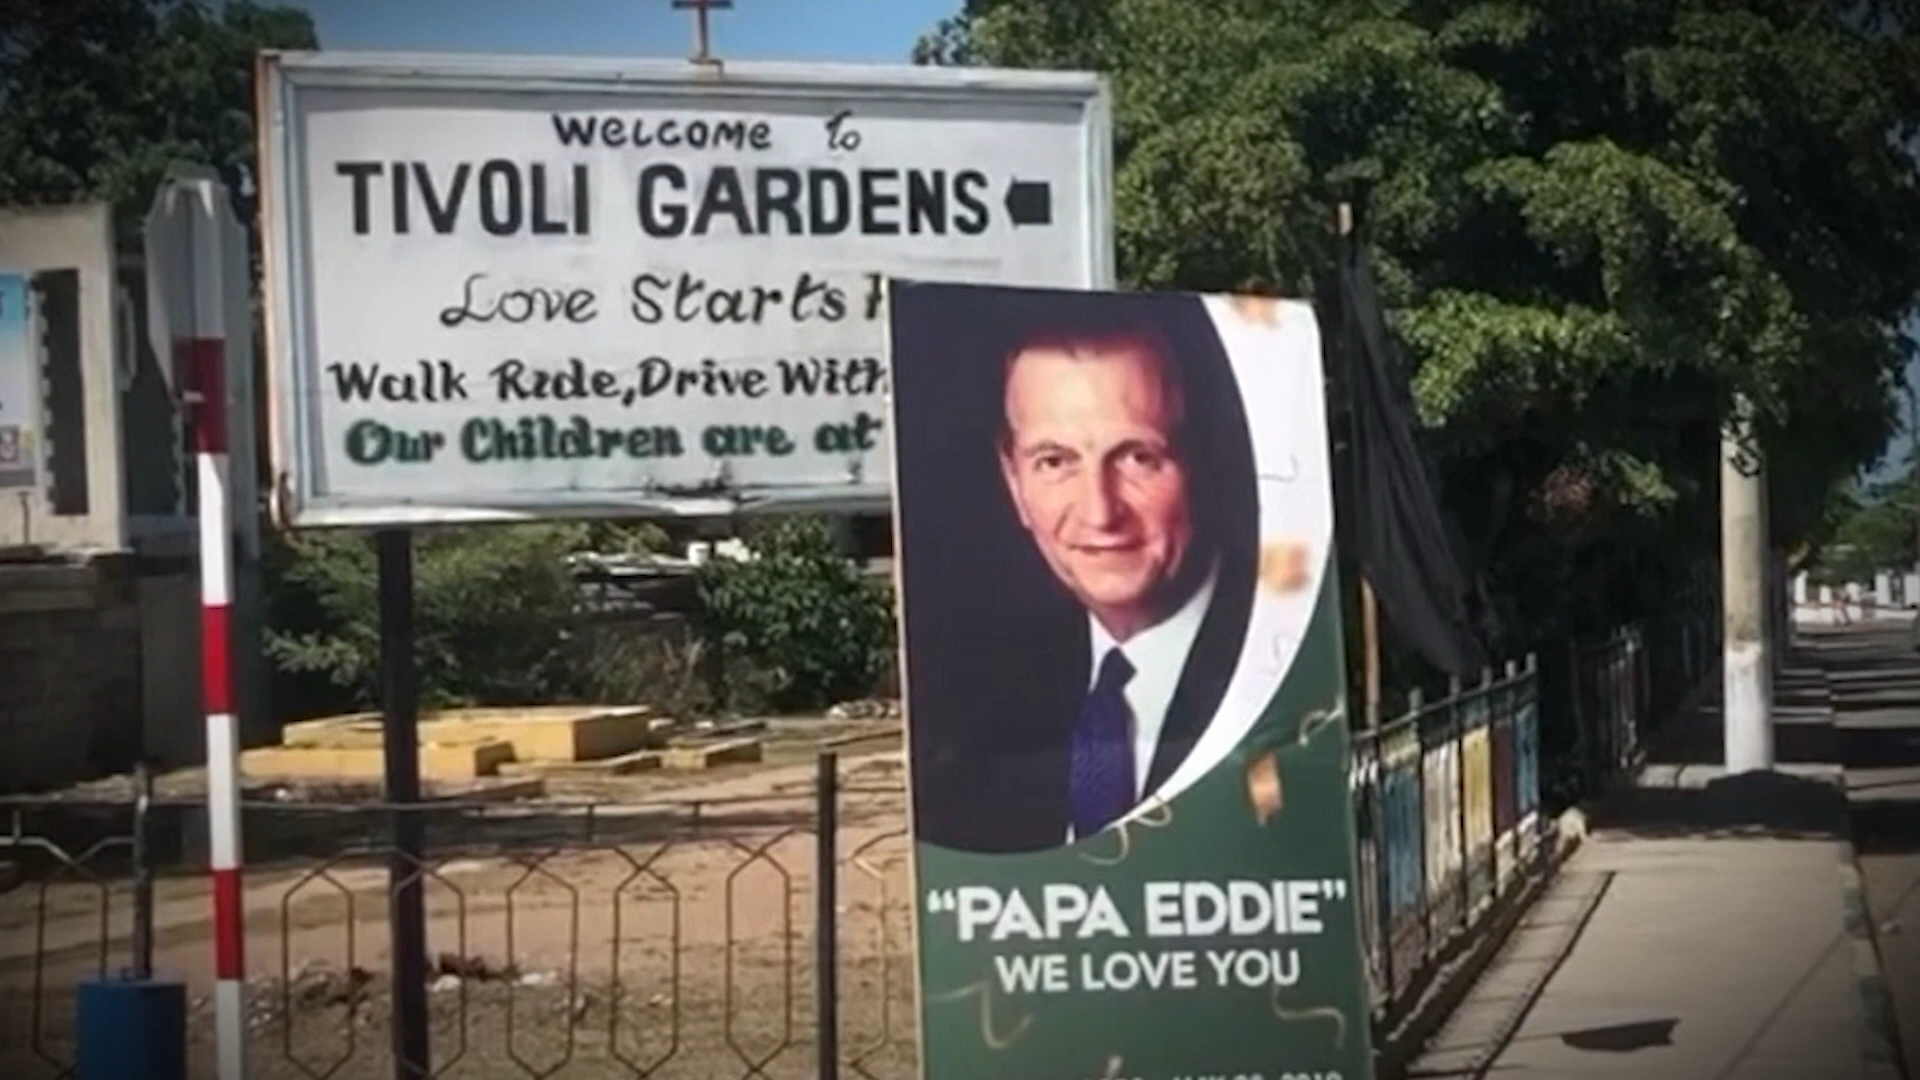 Welcome to
TIVOLI GARDENS
Love Starts
Walk Ride, Drive With
Our Children are at
"PAPA EDDIE"
WE LOVE YOU